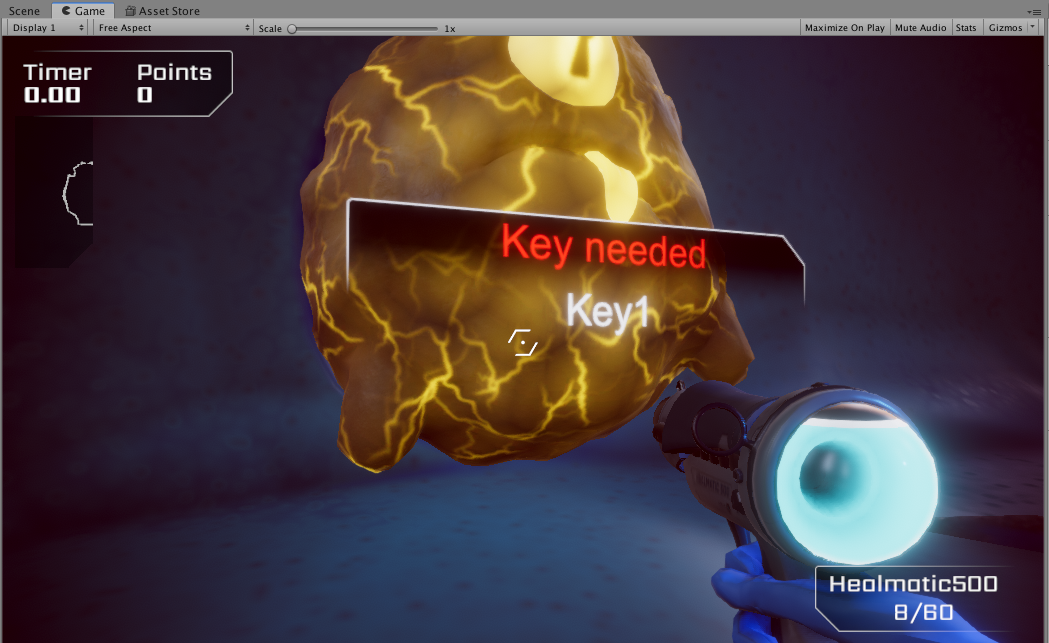 Scene Game Asset Store
Display 1 Free Aspect Scale 1x Maximize On Play Mute Audio Stats Gizmos
Timer Points
0.00 0
Key needed
Key1
Healmatic500
8/60